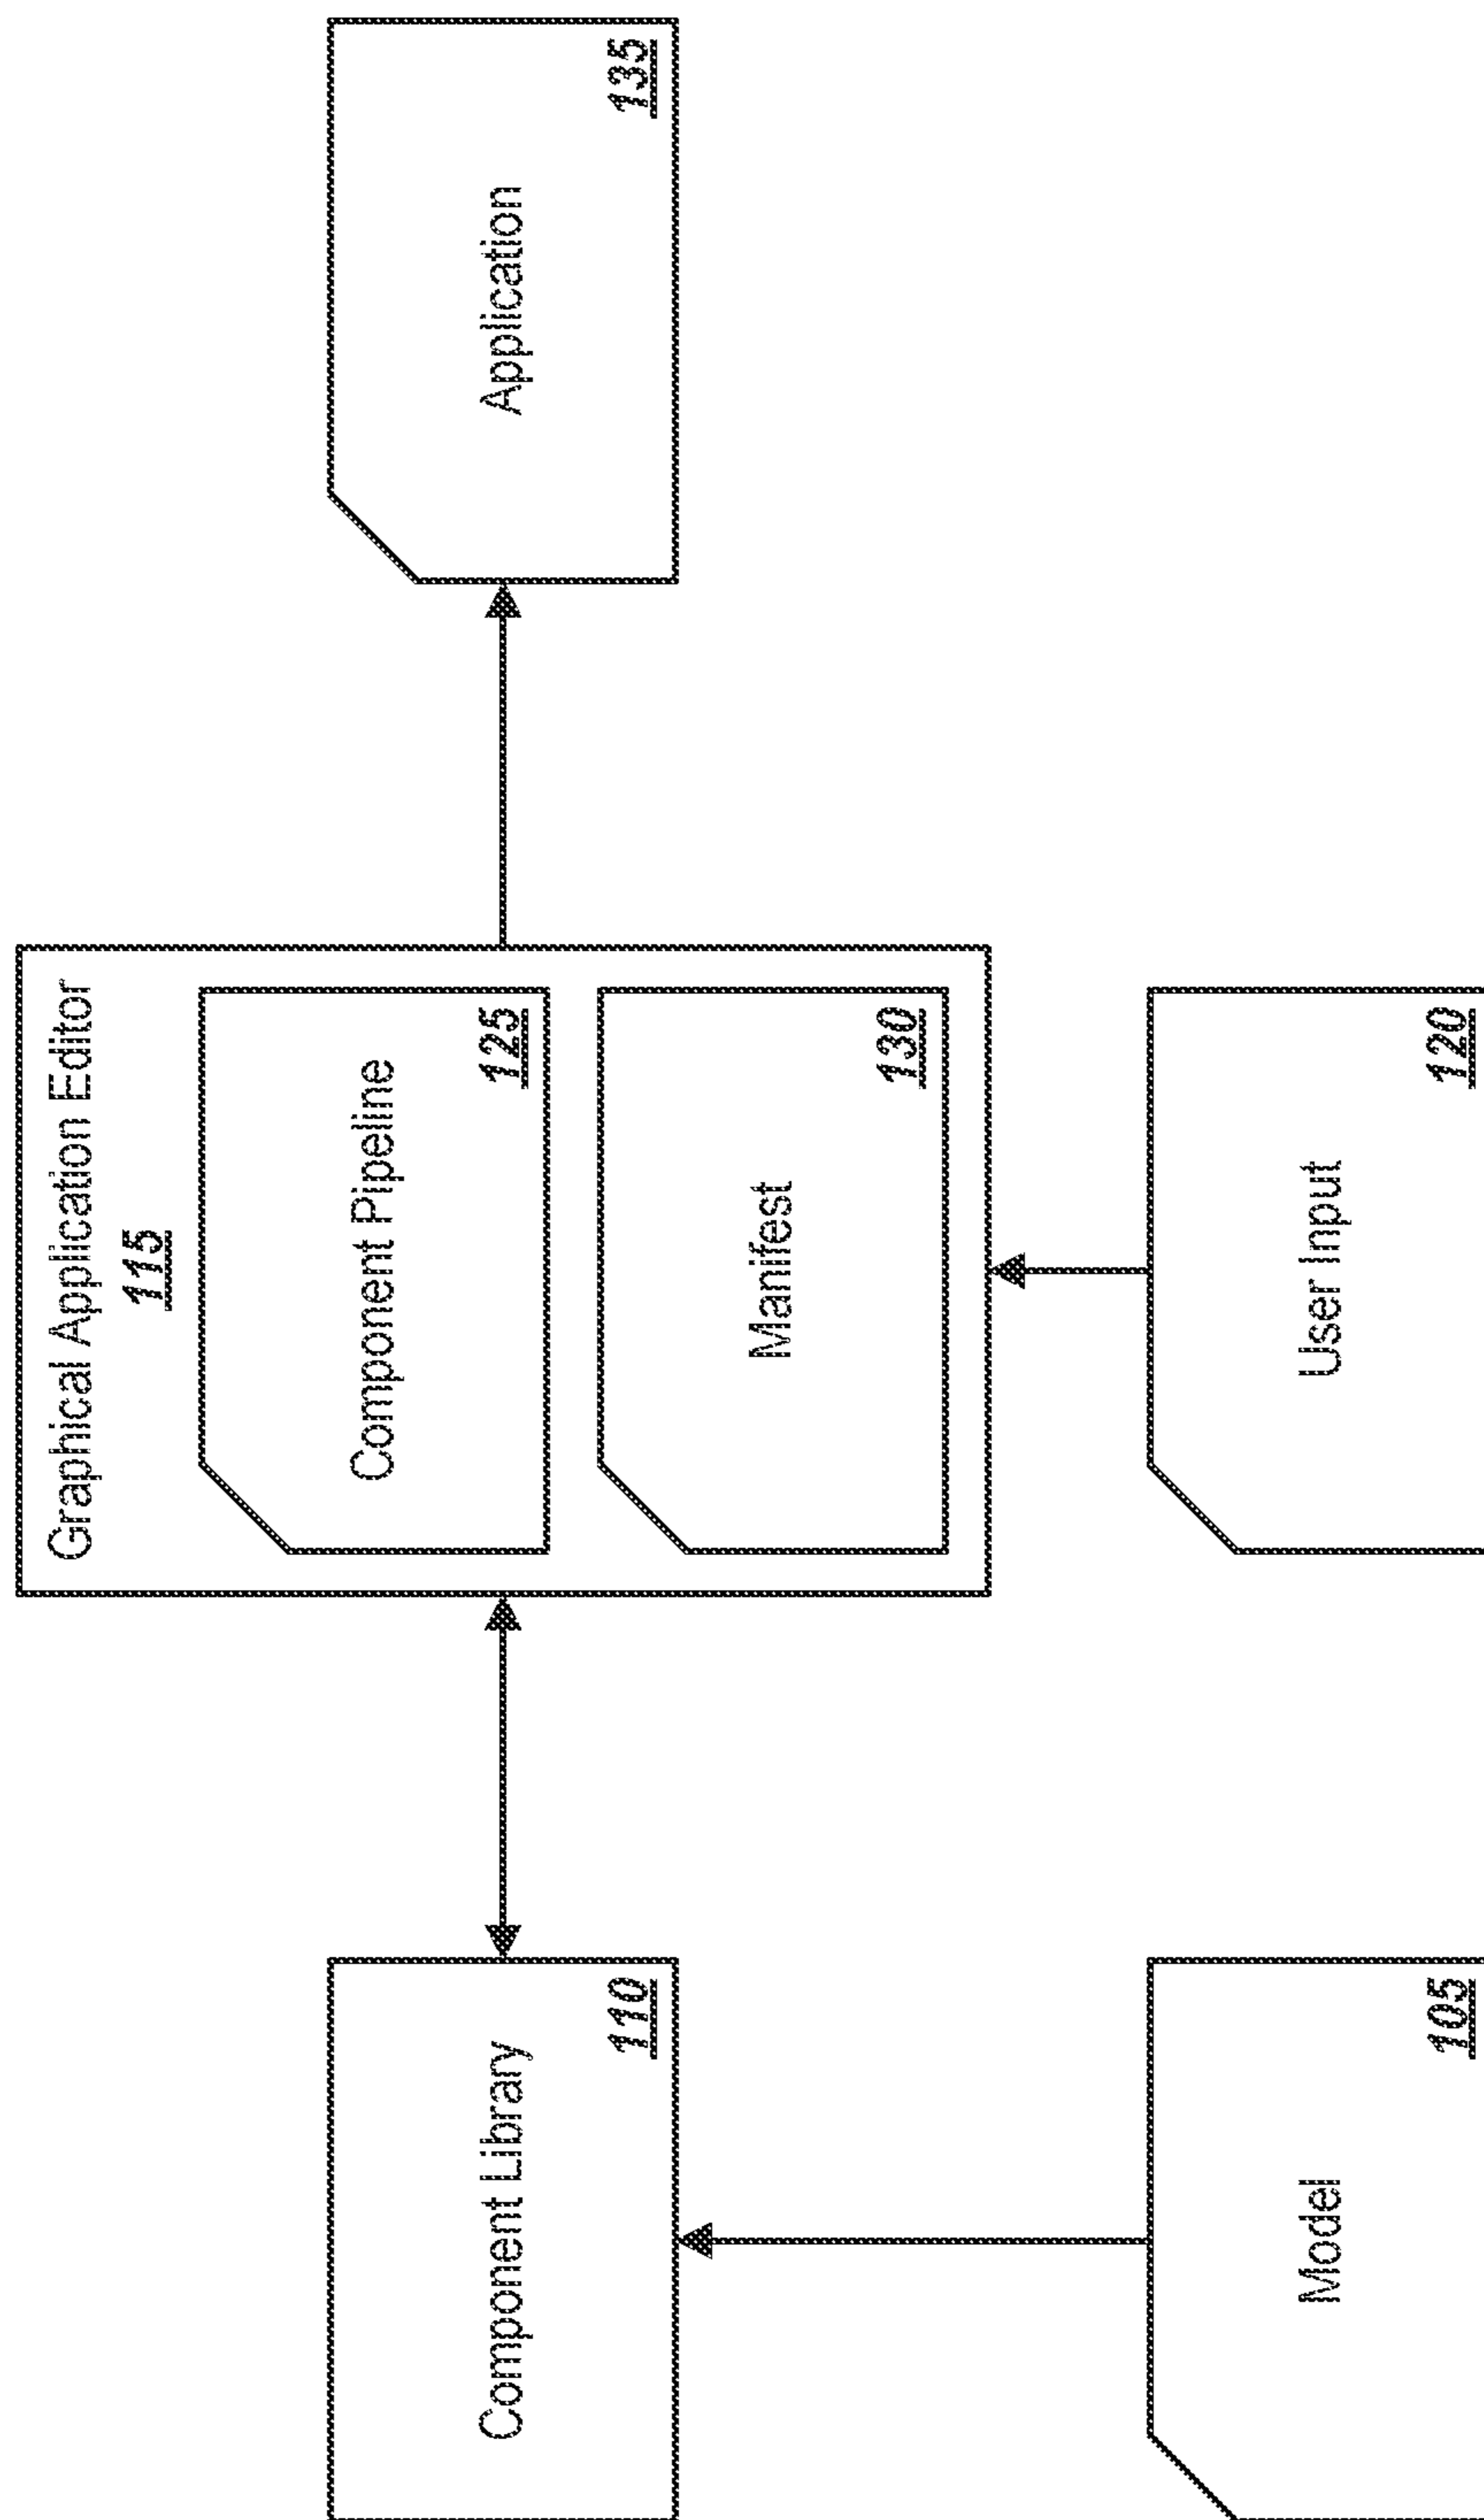 Graphical Application Editor
115
Component Library
110
Component Pipeline
125
Application
135
Manifest
130
Model
105
User Input
120